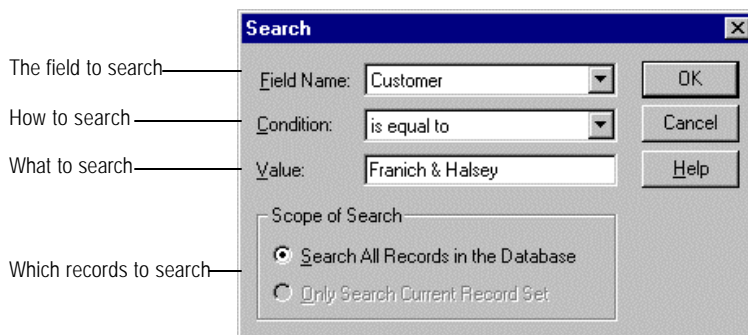 Search
The field to search
Field Name: Customer OK
How to search
Condition: is equal to Cancel
What to search
Value: Franich & Halsey Help
Scope of Search
Which records to search
Search All Records in the Database
Only Search Current Record Set